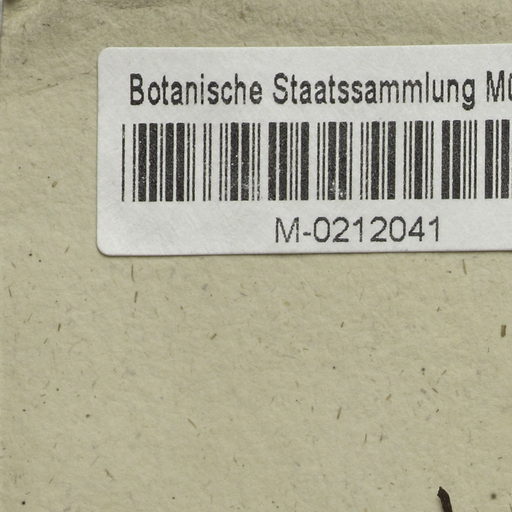 Botanische Staatssammlung Mü
M-0212041